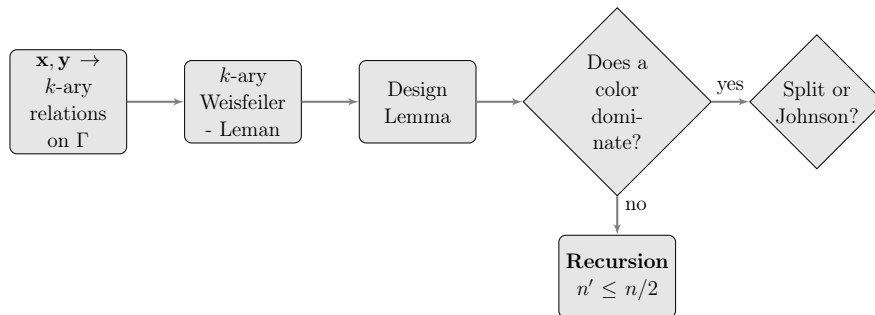 x, y →
k-ary
relations
on Γ
k-ary
Weisfeiler
- Leman
Design
Lemma
Does a
color
domi-
nate?
yes
Split or
Johnson?
no
Recursion
n′ ≤ n/2